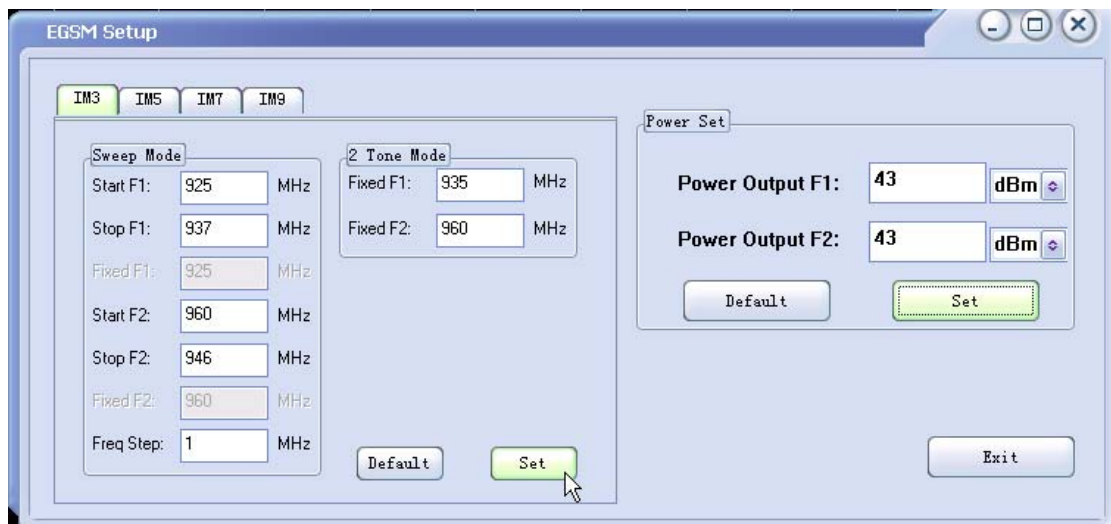 EGSM Setup
IM3 IM5 IM7 IM9
Sweep Mode
Start F1: 925 MHz
Stop F1: 937 MHz
Fixed F1: 925 MHz
Start F2: 960 MHz
Stop F2: 946 MHz
Fixed F2: 960 MHz
Freq Step: 1 MHz
2 Tone Mode
Fixed F1: 935 MHz
Fixed F2: 960 MHz
Default Set
Power Set
Power Output F1: 43 dBm
Power Output F2: 43 dBm
Default Set
Exit